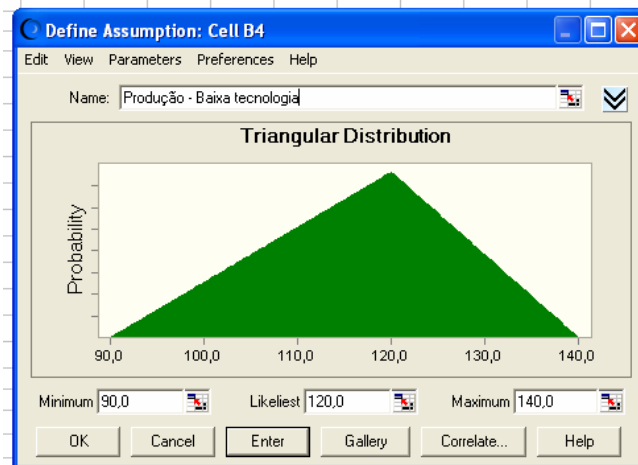 Define Assumption: Cell B4
Edit View Parameters Preferences Help
Name: Produção - Baixa tecnologia
Triangular Distribution
Probability
90,0 100,0 110,0 120,0 130,0 140,0
Minimum 90,0 Likeliest 120,0 Maximum 140,0
OK Cancel Enter Gallery Correlate... Help